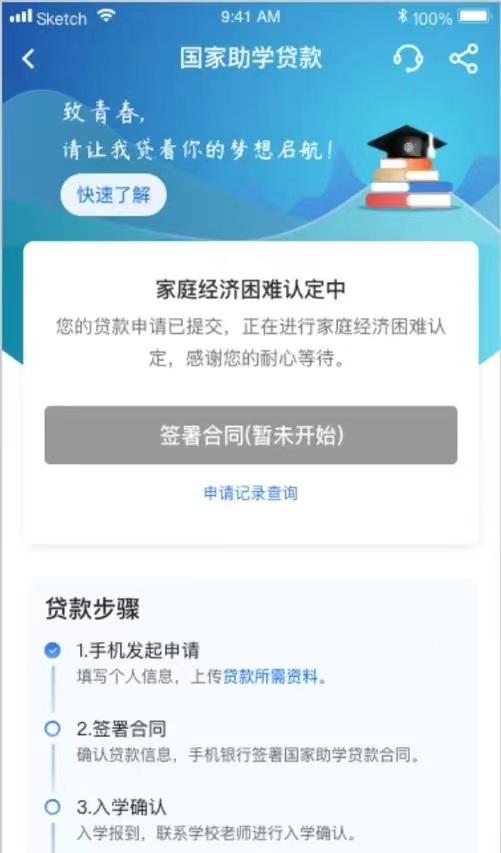 Sketch 9:41 AM 100%
国家助学贷款
致青春，
请让我贷着你的梦想启航！
快速了解
家庭经济困难认定中
您的贷款申请已提交，正在进行家庭经济困难认
定，感谢您的耐心等待。
签署合同(暂未开始)
申请记录查询
贷款步骤
1.手机发起申请
填写个人信息，上传贷款所需资料。
2.签署合同
确认贷款信息，手机银行签署国家助学贷款合同。
3.入学确认
入学报到，联系学校老师进行入学确认。